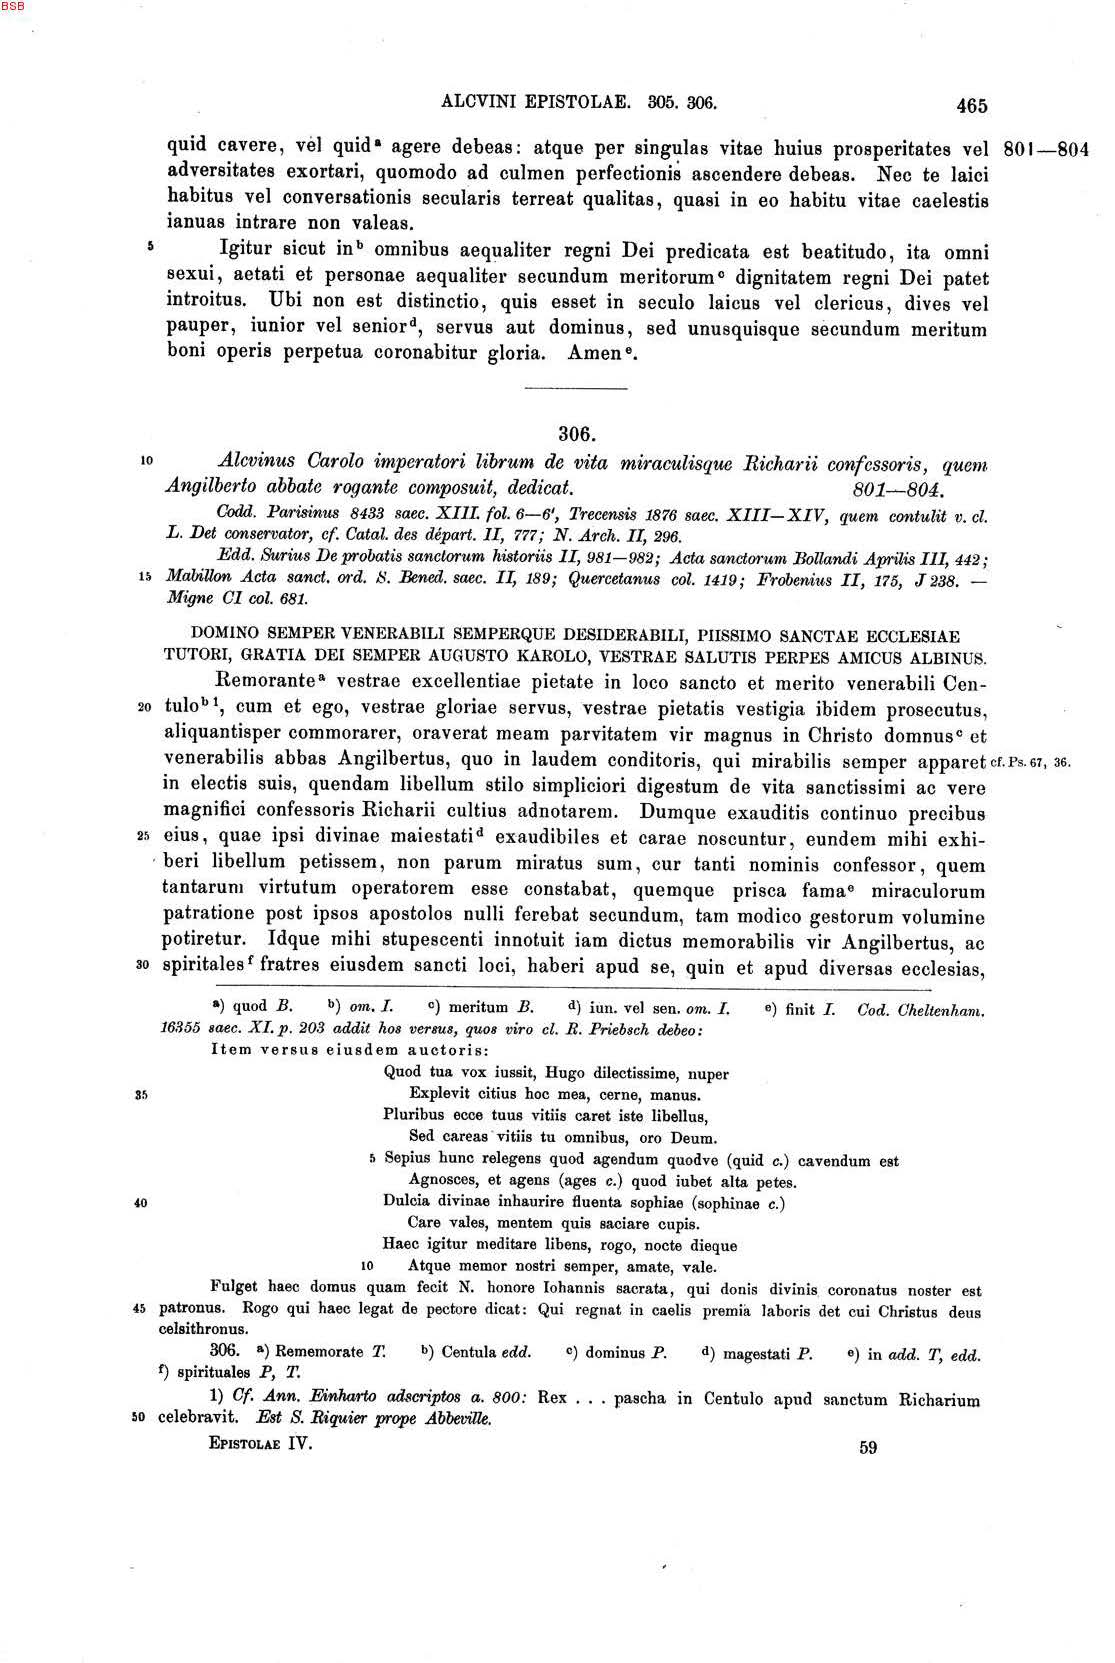 BSB
ALCVINI EPISTOLAE. 305. 306. 465
quid cavere, vel quid a agere debeas: atque per singulas vitae huius prosperitates vel 801—804
adversitates exortari, quomodo ad culmen perfectionis ascendere debeas. Nec te laici
habitus vel conversationis secularis terreat qualitas, quasi in eo habitu vitae caelestis
ianuas intrare non valeas.
5 Igitur sicut in b omnibus aequaliter regni Dei predicata est beatitudo, ita omni
sexui, aetati et personae aequaliter secundum meritorum c dignitatem regni Dei patet
introitus. Ubi non est distinctio, quis esset in seculo laicus vel clericus, dives vel
pauper, iunior vel senior d, servus aut dominus, sed unusquisque secundum meritum
boni operis perpetua coronabitur gloria. Amen e.
306.
10 Alcvinus Carolo imperatori librum de vita miraculisque Richarii confessoris, quem
Angilberto abbate rogante composuit, dedicat. 801—804.
Codd. Parisinus 8433 saec. XIII. fol. 6—6', Trecensis 1876 saec. XIII—XIV, quem contulit v. cl.
L. Det conservator, cf. Catal. des départ. II, 777; N. Arch. II, 296.
Edd. Surius De probatis sanctorum historiis II, 981—982; Acta sanctorum Bollandi Aprilis III, 442;
15 Mabillon Acta sanct. ord. S. Bened. saec. II, 189; Quercetanus col. 1419; Frobenius II, 175, J 238. —
Migne CI col. 681.
DOMINO SEMPER VENERABILI SEMPERQUE DESIDERABILI, PIISSIMO SANCTAE ECCLESIAE
TUTORI, GRATIA DEI SEMPER AUGUSTO KAROLO, VESTRAE SALUTIS PERPES AMICUS ALBINUS.
Remorante a vestrae excellentiae pietate in loco sancto et merito venerabili Cen-
20 tulo b 1, cum et ego, vestrae gloriae servus, vestrae pietatis vestigia ibidem prosecutus,
aliquantisper commorarer, oraverat meam parvitatem vir magnus in Christo domnus c et
venerabilis abbas Angilbertus, quo in laudem conditoris, qui mirabilis semper apparet cf. Ps. 67, 36.
in electis suis, quendam libellum stilo simpliciori digestum de vita sanctissimi ac vere
magnifici confessoris Richarii cultius adnotarem. Dumque exauditis continuo precibus
25 eius, quae ipsi divinae maiestati d exaudibiles et carae noscuntur, eundem mihi exhi-
beri libellum petissem, non parum miratus sum, cur tanti nominis confessor, quem
tantarum virtutum operatorem esse constabat, quemque prisca fama e miraculorum
patratione post ipsos apostolos nulli ferebat secundum, tam modico gestorum volumine
potiretur. Idque mihi stupescenti innotuit iam dictus memorabilis vir Angilbertus, ac
30 spiritales f fratres eiusdem sancti loci, haberi apud se, quin et apud diversas ecclesias,
a) quod B. b) om. I. c) meritum B. d) iun. vel sen. om. I. e) finit I. Cod. Cheltenham.
16355 saec. XI. p. 203 addit hos versus, quos viro cl. R. Priebsch debeo:
Item versus eiusdem auctoris:
Quod tua vox iussit, Hugo dilectissime, nuper
35 Explevit citius hoc mea, cerne, manus.
Pluribus ecce tuus vitiis caret iste libellus,
Sed careas vitiis tu omnibus, oro Deum.
5 Sepius hunc relegens quod agendum quodve (quid c.) cavendum est
Agnosces, et agens (ages c.) quod iubet alta petes.
40 Dulcia divinae inhaurire fluenta sophiae (sophinae c.)
Care vales, mentem quis saciare cupis.
Haec igitur meditare libens, rogo, nocte dieque
10 Atque memor nostri semper, amate, vale.
Fulget haec domus quam fecit N. honore Iohannis sacrata, qui donis divinis coronatus noster est
45 patronus. Rogo qui haec legat de pectore dicat: Qui regnat in caelis premia laboris det cui Christus deus
celsithronus.
306. a) Rememorate T. b) Centula edd. c) dominus P. d) magestati P. e) in add. T, edd.
f) spirituales P, T.
1) Cf. Ann. Einharto adscriptos a. 800: Rex . . . pascha in Centulo apud sanctum Richarium
50 celebravit. Est S. Riquier prope Abbeville.
EPISTOLAE IV. 59